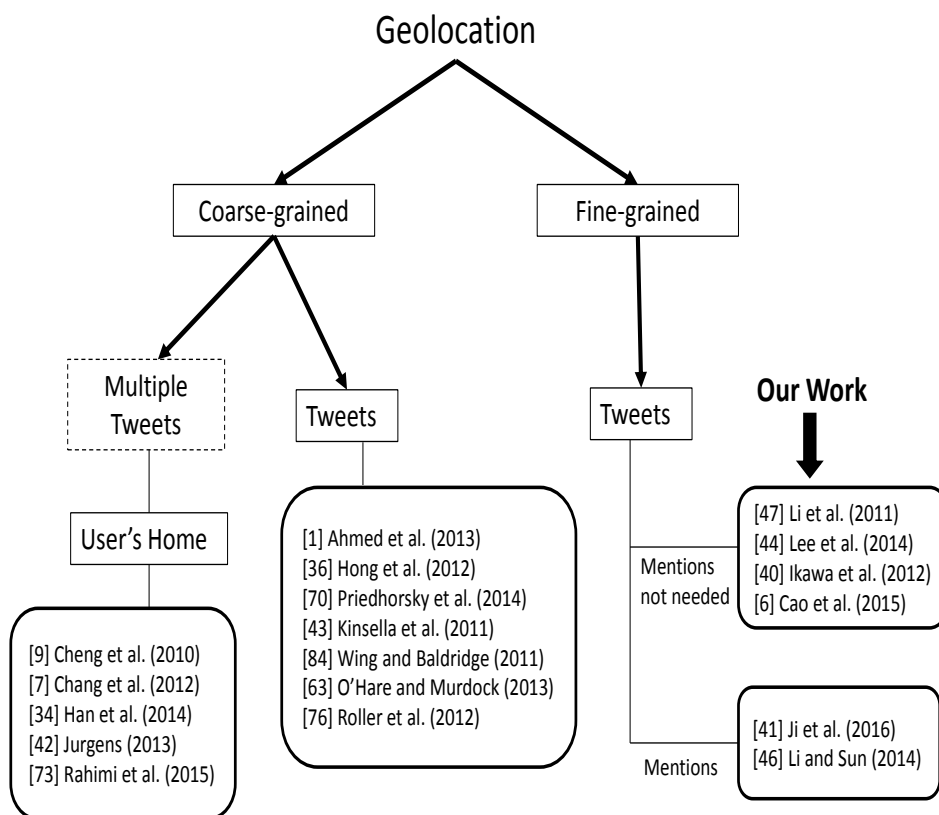 Geolocation
Coarse-grained
Fine-grained
Multiple
Tweets
Tweets
Tweets
Our Work
User's Home
[9] Cheng et al. (2010)
[7] Chang et al. (2012)
[34] Han et al. (2014)
[42] Jurgens (2013)
[73] Rahimi et al. (2015)
[1] Ahmed et al. (2013)
[36] Hong et al. (2012)
[70] Priedhorsky et al. (2014)
[43] Kinsella et al. (2011)
[84] Wing and Baldridge (2011)
[63] O'Hare and Murdock (2013)
[76] Roller et al. (2012)
Mentions
not needed
[47] Li et al. (2011)
[44] Lee et al. (2014)
[40] Ikawa et al. (2012)
[6] Cao et al. (2015)
Mentions
[41] Ji et al. (2016)
[46] Li and Sun (2014)